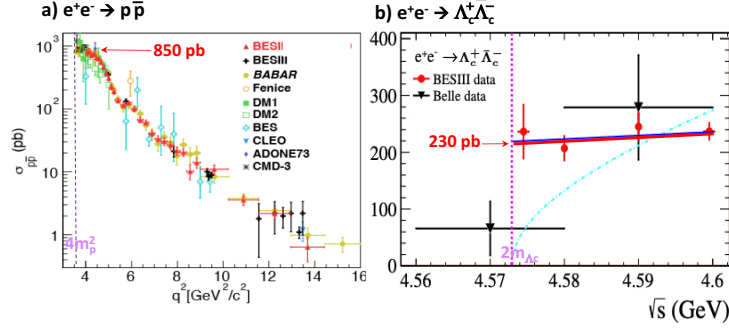 a) e⁺e⁻ → pp̄
b) e⁺e⁻ → Λc⁺Λ̄c⁻
850 pb
BESII
BESIII
BABAR
Fenice
DM1
DM2
BES
CLEO
ADONE73
CMD-3
10³
10²
10
1
σpp̄ (pb)
4m²p
4 6 8 10 12 14 16
q² [GeV²/c²]
b)
400
300
200
100
0
e⁺e⁻ → Λc⁺Λ̄c⁻
BESIII data
Belle data
230 pb
2mΛc
4.56 4.57 4.58 4.59 4.6
√s (GeV)